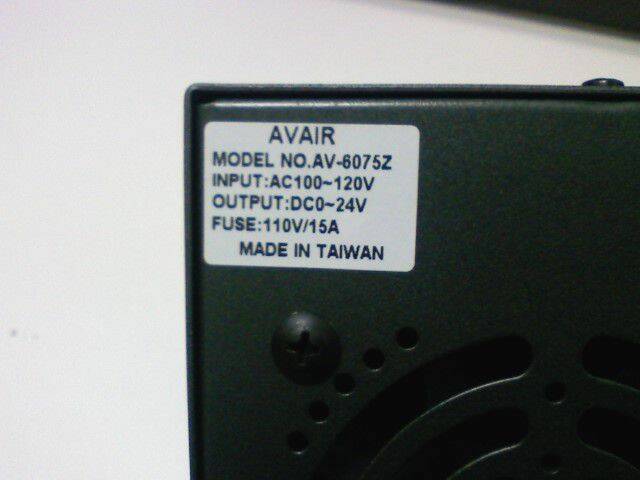 AVAIR
MODEL NO.AV-6075Z
INPUT:AC100~120V
OUTPUT:DC0~24V
FUSE:110V/15A
MADE IN TAIWAN